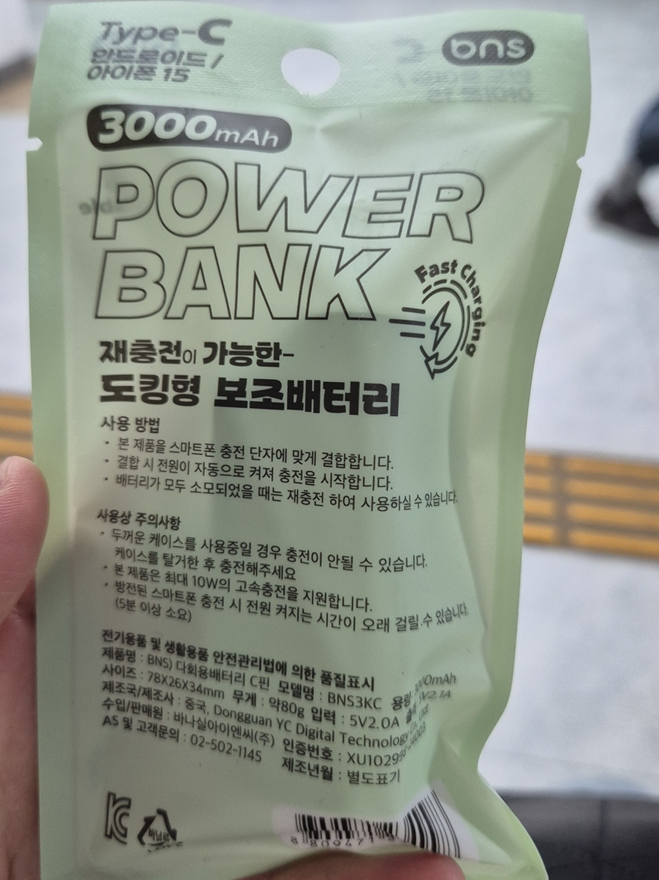 Type-C
안드로이드 /
아이폰 15
bns
3000mAh
POWER
BANK
Fast Charging
재충전이 가능한-
도킹형 보조배터리
사용 방법
• 본 제품을 스마트폰 충전 단자에 맞게 결합합니다.
• 결합 시 전원이 자동으로 켜져 충전을 시작합니다.
• 배터리가 모두 소모되었을 때는 재충전 하여 사용하실 수 있습니다.
사용상 주의사항
• 두꺼운 케이스를 사용중일 경우 충전이 안될 수 있습니다.
케이스를 탈거한 후 충전해주세요
• 본 제품은 최대 10W의 고속충전을 지원합니다.
• 방전된 스마트폰 충전 시 전원 켜지는 시간이 오래 걸릴 수 있습니다.
(5분 이상 소요)
전기용품 및 생활용품 안전관리법에 의한 품질표시
제품명 : BNS) 다회용배터리 C핀 모델명 : BNS3KC 용량
사이즈 : 78X26X34mm 무게 : 약80g 입력 : 5V2.0A
제조국/제조사 : 중국, Dongguan YC Digital Technology
수입/판매원 : 바나실아이엔씨(주) 인증번호
A5 및 고객문의 : 02-502-1145 제조년월 : 별도표기